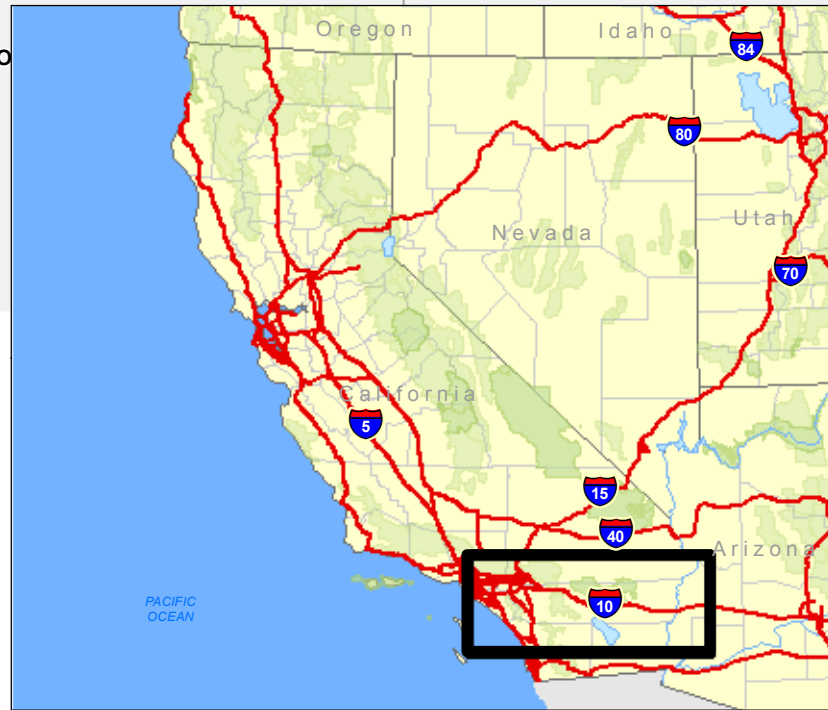 o
Oregon
Idaho
84
80
Utah
Nevada
70
California
5
15
40
Arizona
10
PACIFIC
OCEAN